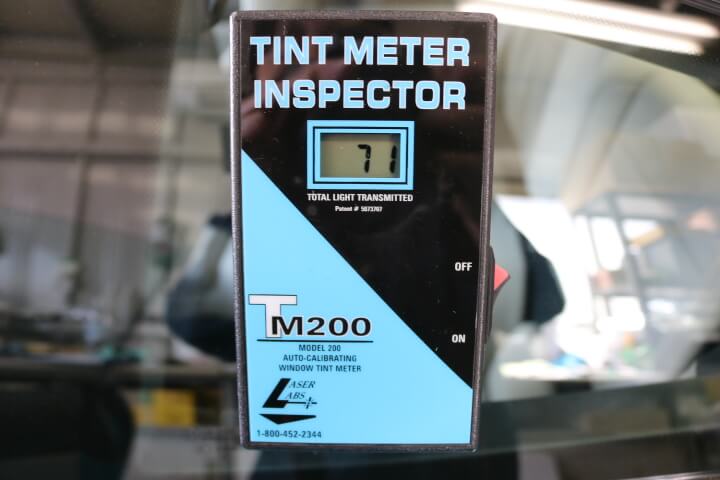 TINT METER
INSPECTOR
71
TOTAL LIGHT TRANSMITTED
Patent # 5073707
OFF
ON
TM200
MODEL 200
AUTO-CALIBRATING
WINDOW TINT METER
LASER
LABS
1-800-452-2344